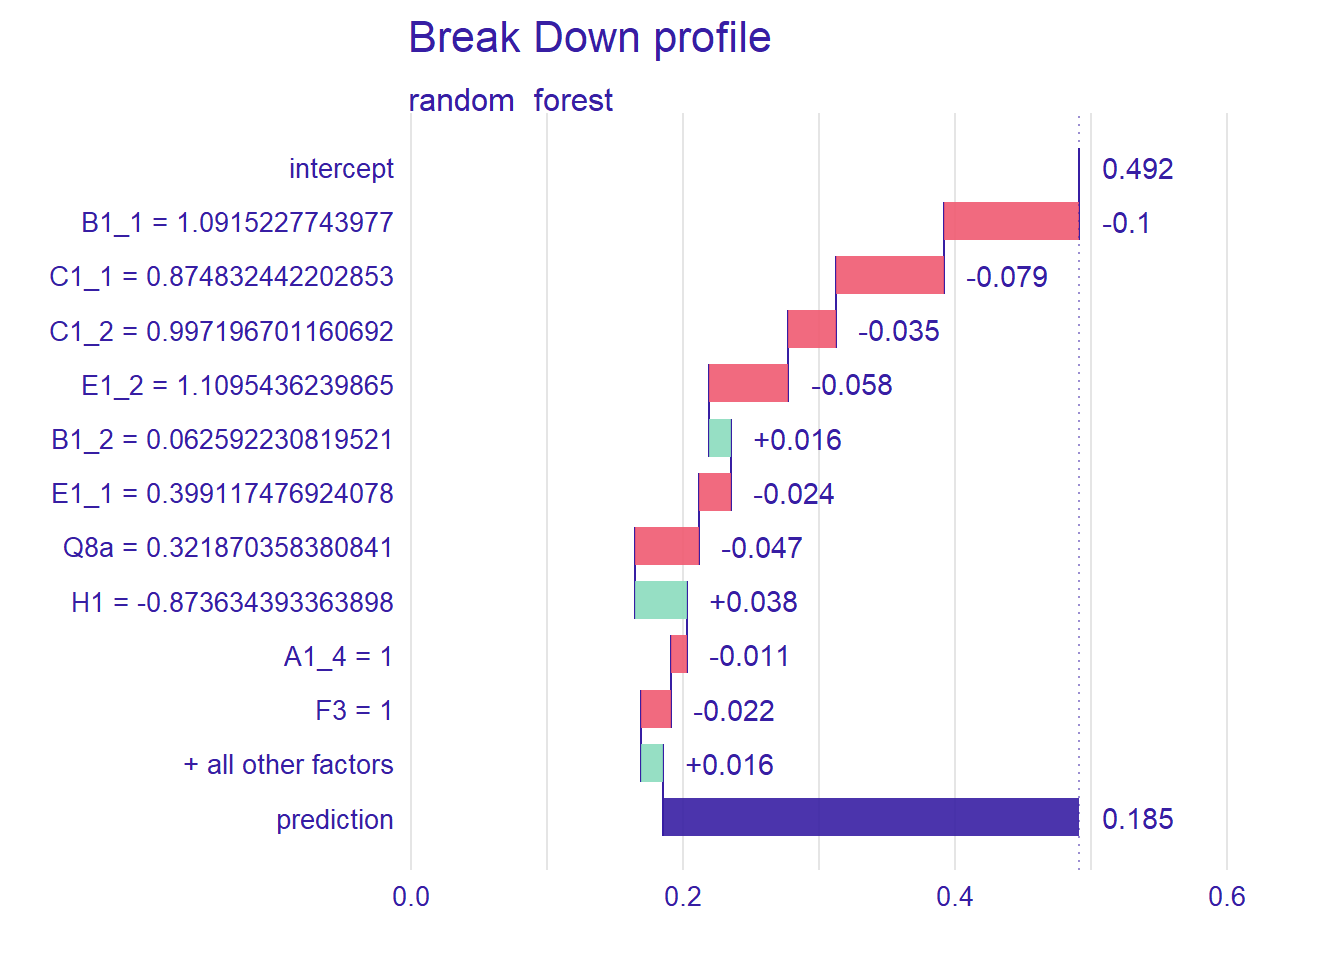 Break Down profile
random  forest
intercept 0.492
B1_1 = 1.0915227743977 -0.1
C1_1 = 0.874832442202853 -0.079
C1_2 = 0.997196701160692 -0.035
E1_2 = 1.1095436239865 -0.058
B1_2 = 0.062592230819521 +0.016
E1_1 = 0.399117476924078 -0.024
Q8a = 0.321870358380841 -0.047
H1 = -0.873634393363898 +0.038
A1_4 = 1 -0.011
F3 = 1 -0.022
+ all other factors +0.016
prediction 0.185
0.0 0.2 0.4 0.6